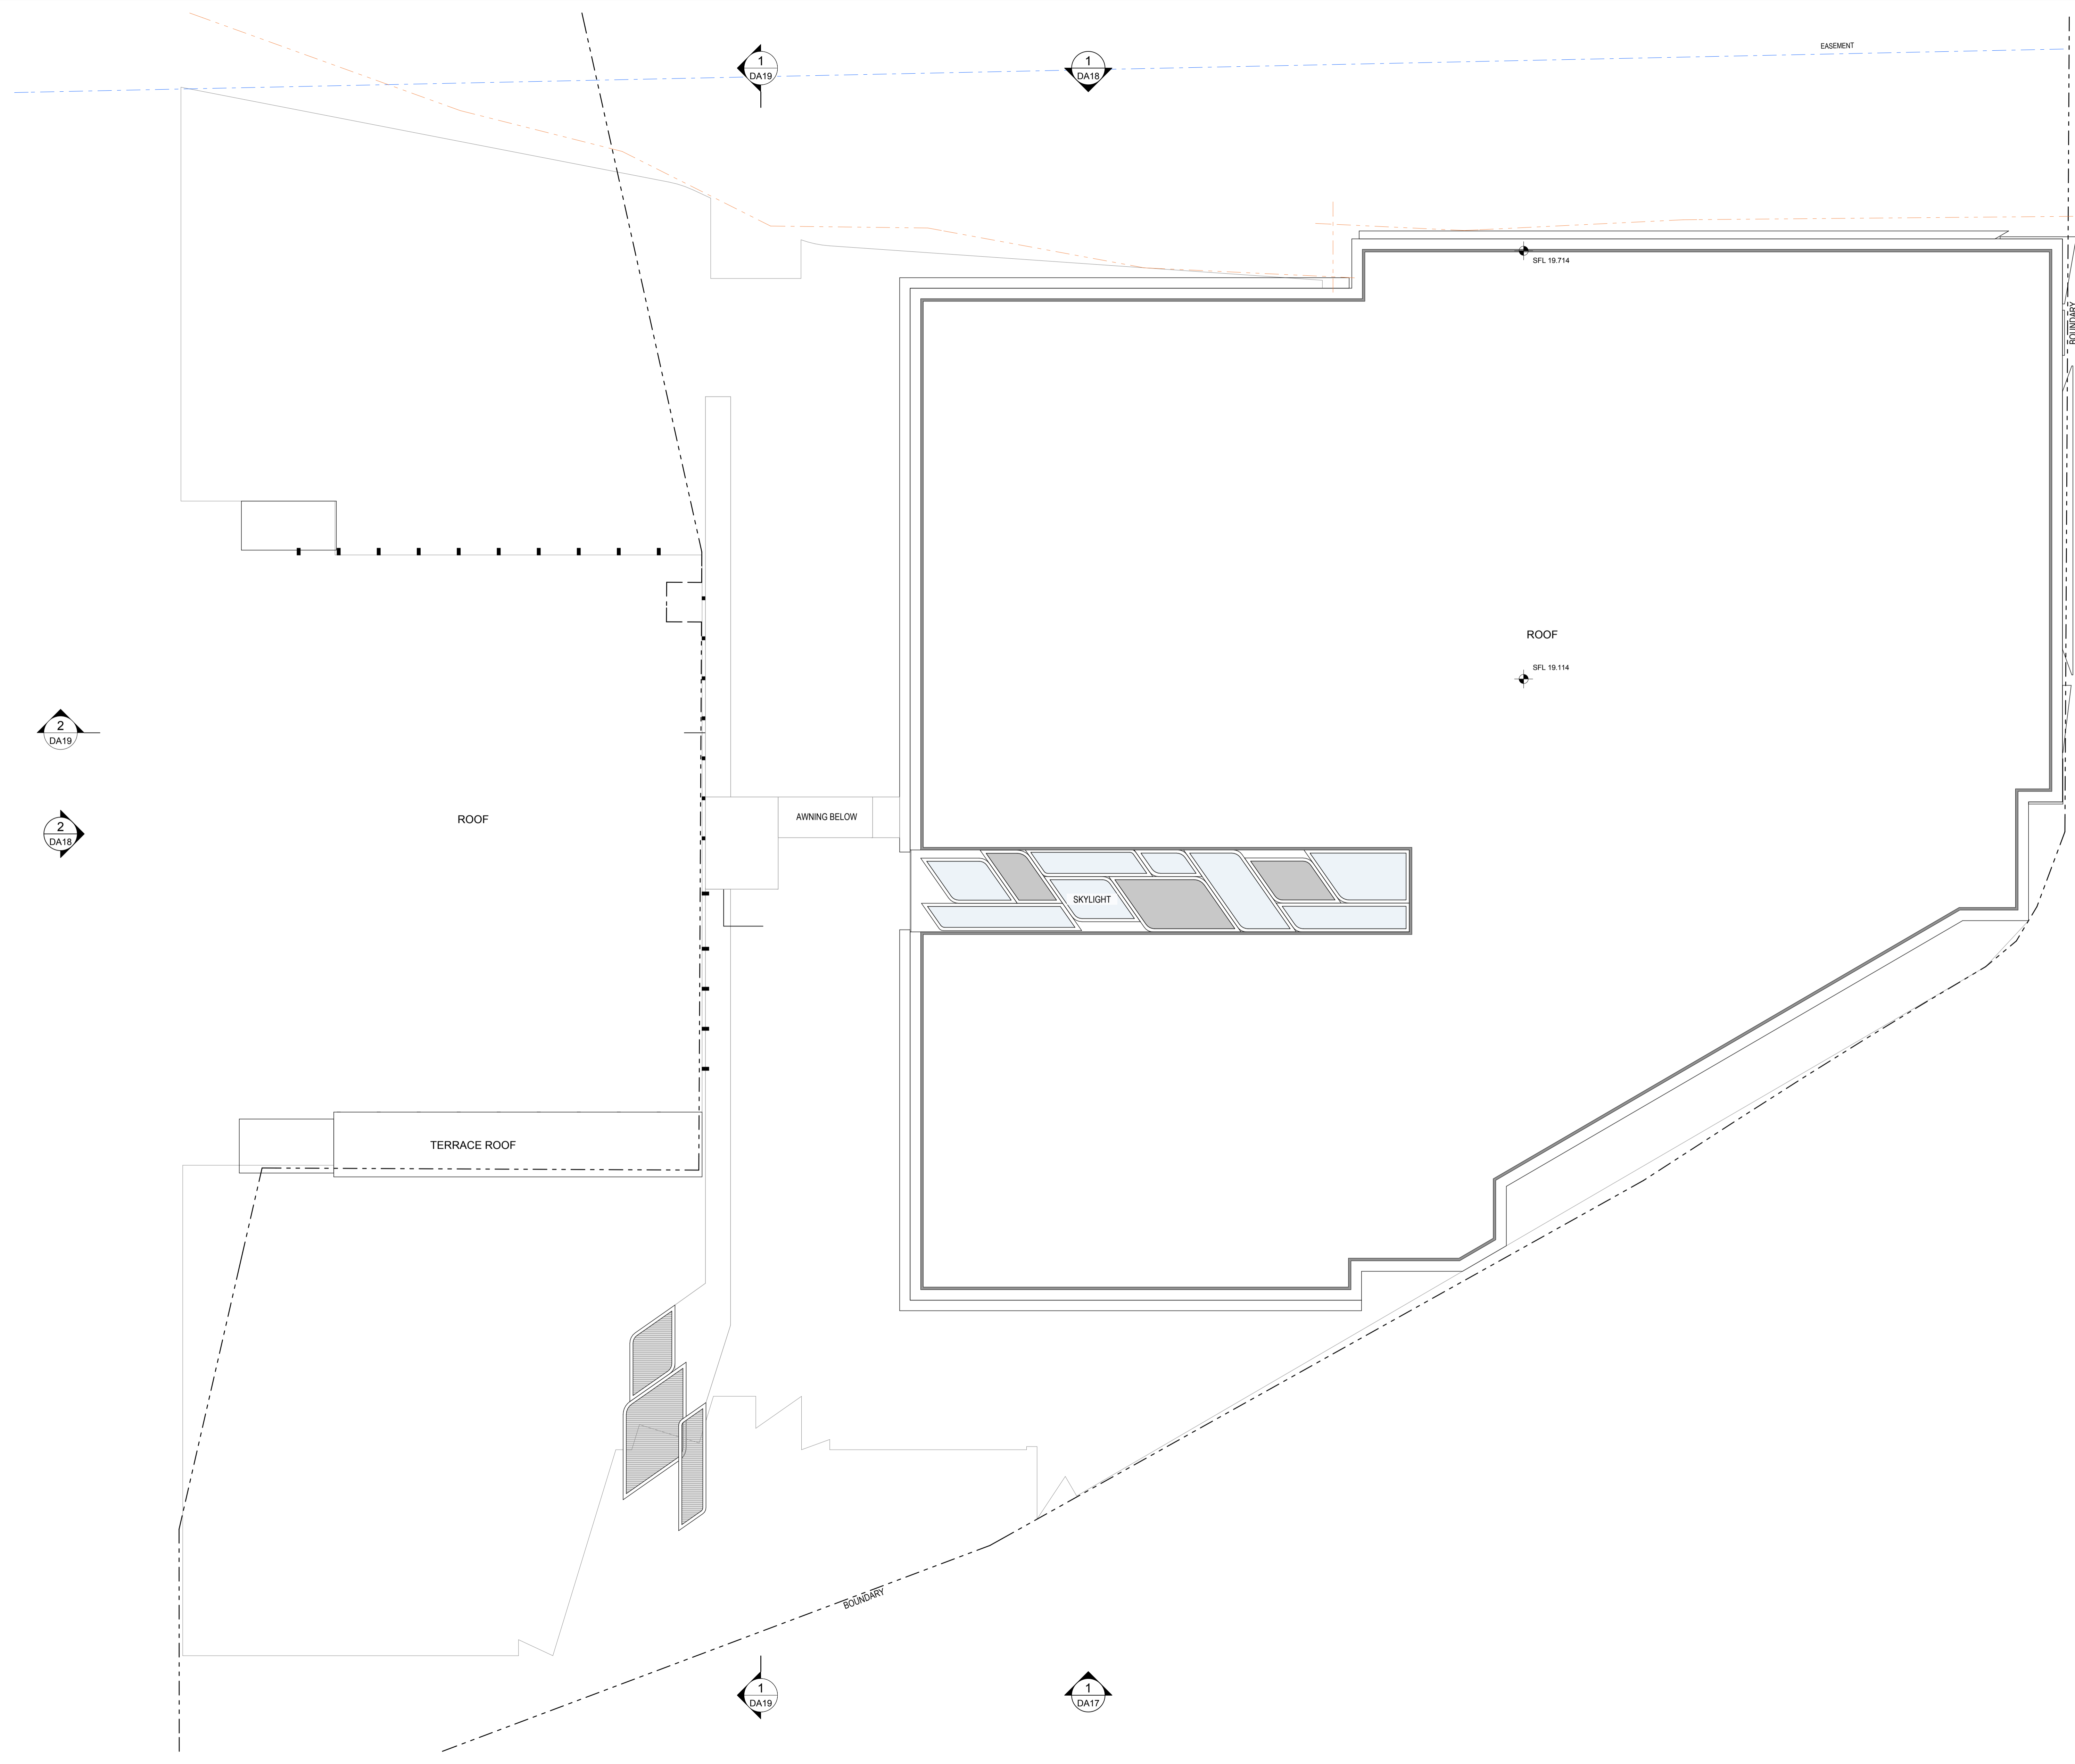 EASEMENT
1
DA19
1
DA18
SFL 19.714
BOUNDARY
ROOF
SFL 19.114
2
DA19
ROOF
AWNING BELOW
2
DA18
SKYLIGHT
TERRACE ROOF
BOUNDARY
1
DA19
1
DA17